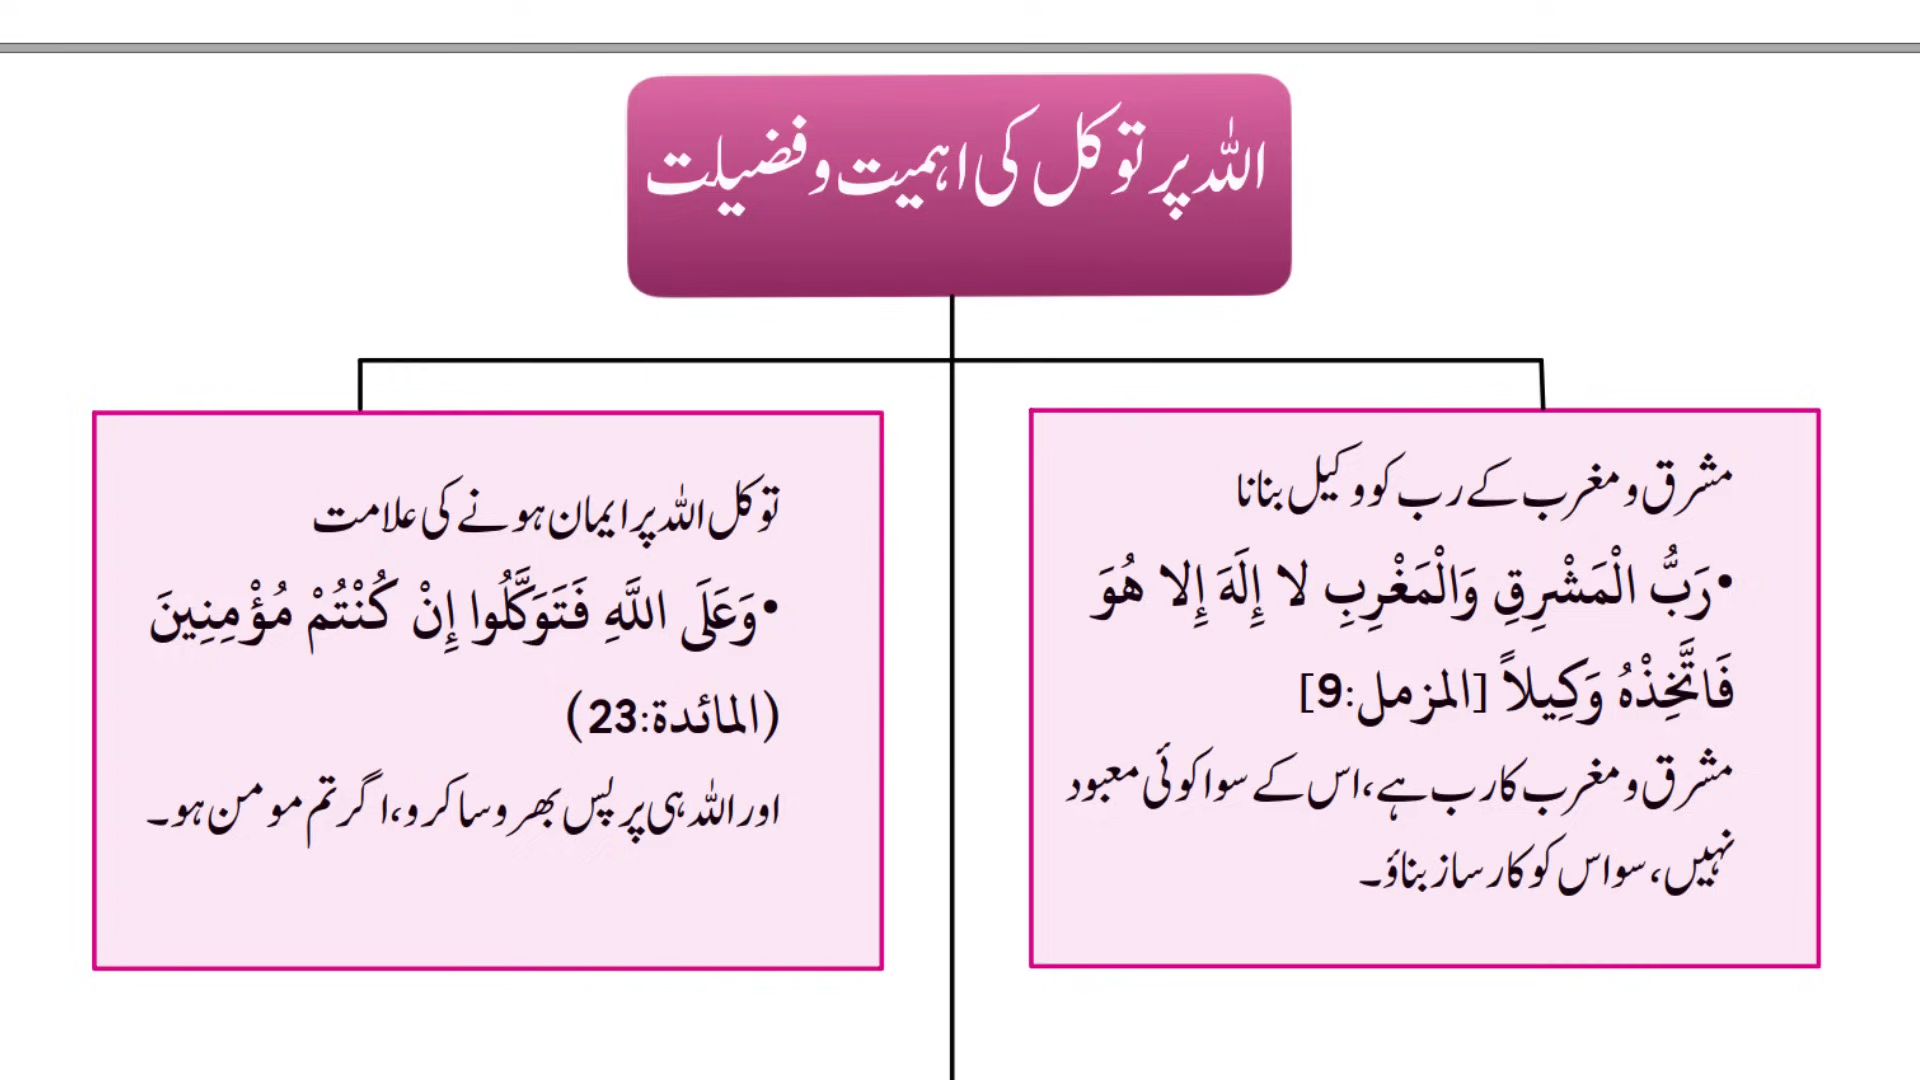 اللہ پر توکل کی اہمیت و فضیلت
مشرق و مغرب کے رب کو وکیل بنانا
•رَبُّ الْمَشْرِقِ وَالْمَغْرِبِ لا إِلَهَ إِلا هُوَ
فَاتَّخِذْهُ وَكِيلاً [المزمل:9]
مشرق و مغرب کا رب ہے، اس کے سوا کوئی معبود
نہیں، سو اس کو کارساز بناؤ۔
توکل اللہ پر ایمان ہونے کی علامت
•وَعَلَى اللَّهِ فَتَوَكَّلُوا إِنْ كُنْتُمْ مُؤْمِنِينَ
(المائدة:23)
اور اللہ ہی پر پس بھروسا کرو، اگر تم مومن ہو۔